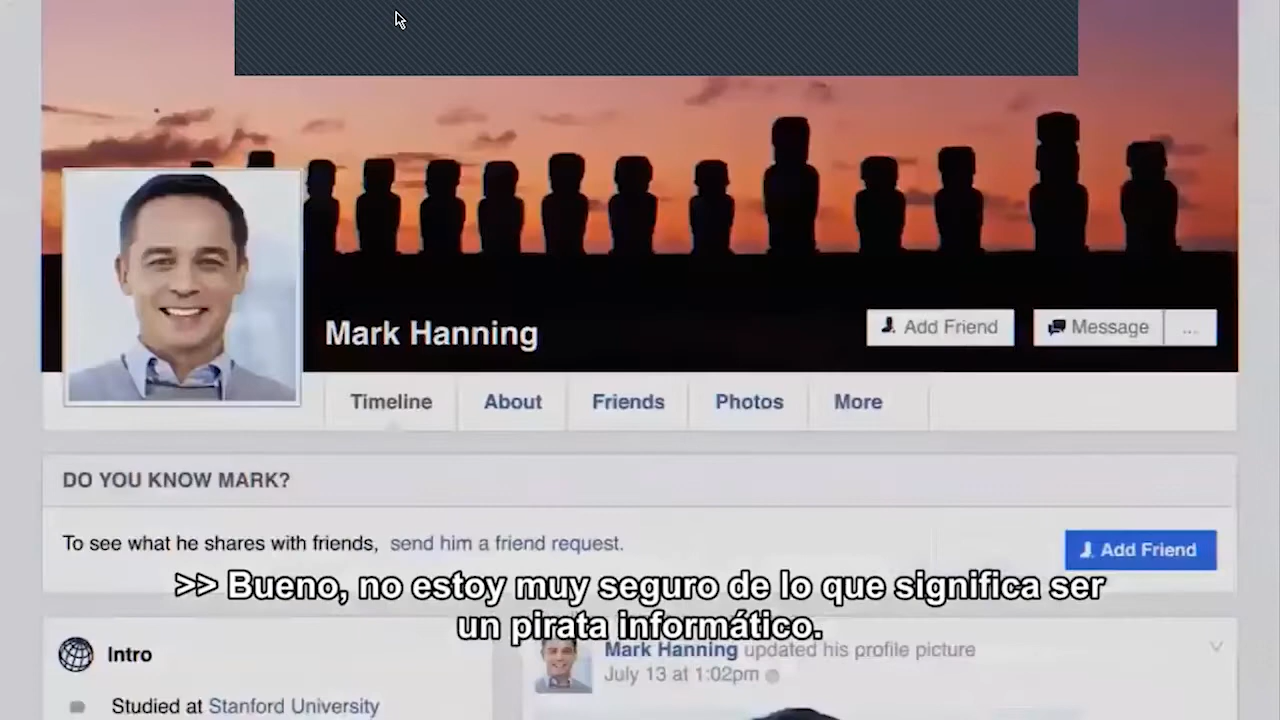 Mark Hanning
Add Friend
Message
...
Timeline
About
Friends
Photos
More
DO YOU KNOW MARK?
To see what he shares with friends, send him a friend request.
Add Friend
>> Bueno, no estoy muy seguro de lo que significa ser
un pirata informático.
Intro
Studied at Stanford University
Mark Hanning updated his profile picture
July 13 at 1:02pm